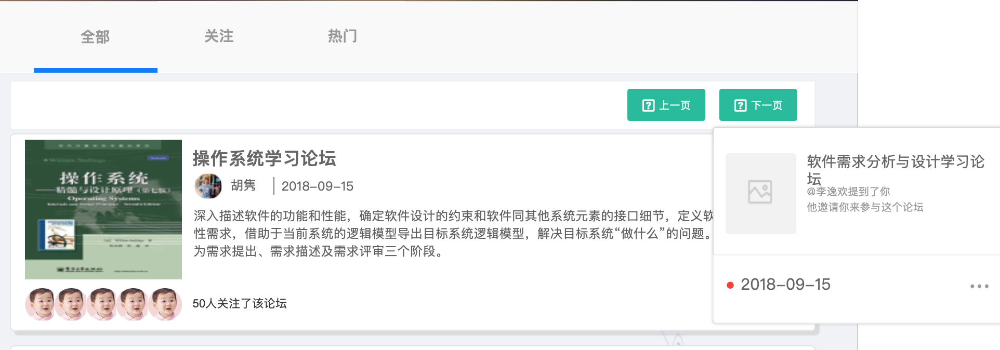 全部
关注
热门
上一页
下一页
操作系统学习论坛
胡隽
2018-09-15
深入描述软件的功能和性能，确定软件设计的约束和软件同其他系统元素的接口细节，定义软
性需求，借助于当前系统的逻辑模型导出目标系统逻辑模型，解决目标系统“做什么”的问题。
为需求提出、需求描述及需求评审三个阶段。
50人关注了该论坛
William Stallings
操作系统
——精髓与设计原理（第七版）
Operating Systems
Internals and Design Principles Seventh Edition
软件需求分析与设计学习论
坛
@李逸欢提到了你
他邀请你来参与这个论坛
2018-09-15